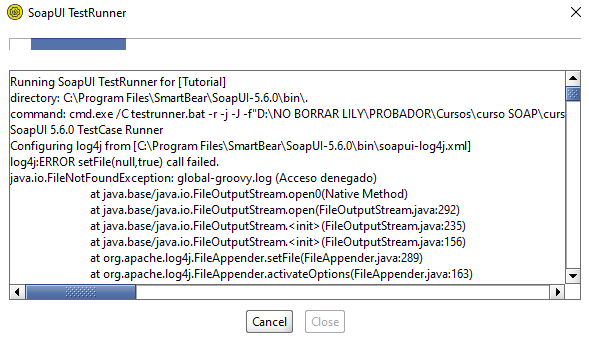 SoapUI TestRunner
Running SoapUI TestRunner for [Tutorial]
directory: C:\Program Files\SmartBear\SoapUI-5.6.0\bin\.
command: cmd.exe /C testrunner.bat -r -j -J -f"D:\NO BORRAR LILY\PROBADOR\Cursos\curso SOAP\curs
SoapUI 5.6.0 TestCase Runner
Configuring log4j from [C:\Program Files\SmartBear\SoapUI-5.6.0\bin\soapui-log4j.xml]
log4j:ERROR setFile(null,true) call failed.
java.io.FileNotFoundException: global-groovy.log (Acceso denegado)
at java.base/java.io.FileOutputStream.open0(Native Method)
at java.base/java.io.FileOutputStream.open(FileOutputStream.java:292)
at java.base/java.io.FileOutputStream.<init>(FileOutputStream.java:235)
at java.base/java.io.FileOutputStream.<init>(FileOutputStream.java:156)
at org.apache.log4j.FileAppender.setFile(FileAppender.java:289)
at org.apache.log4j.FileAppender.activateOptions(FileAppender.java:163)
Cancel Close